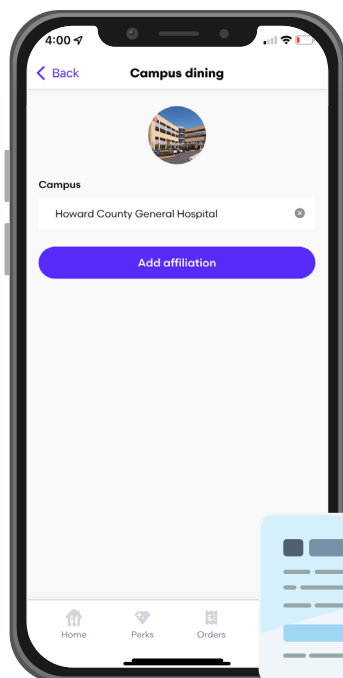 4:00
Back
Campus dining
Campus
Howard County General Hospital
Add affiliation
Home
Perks
Orders